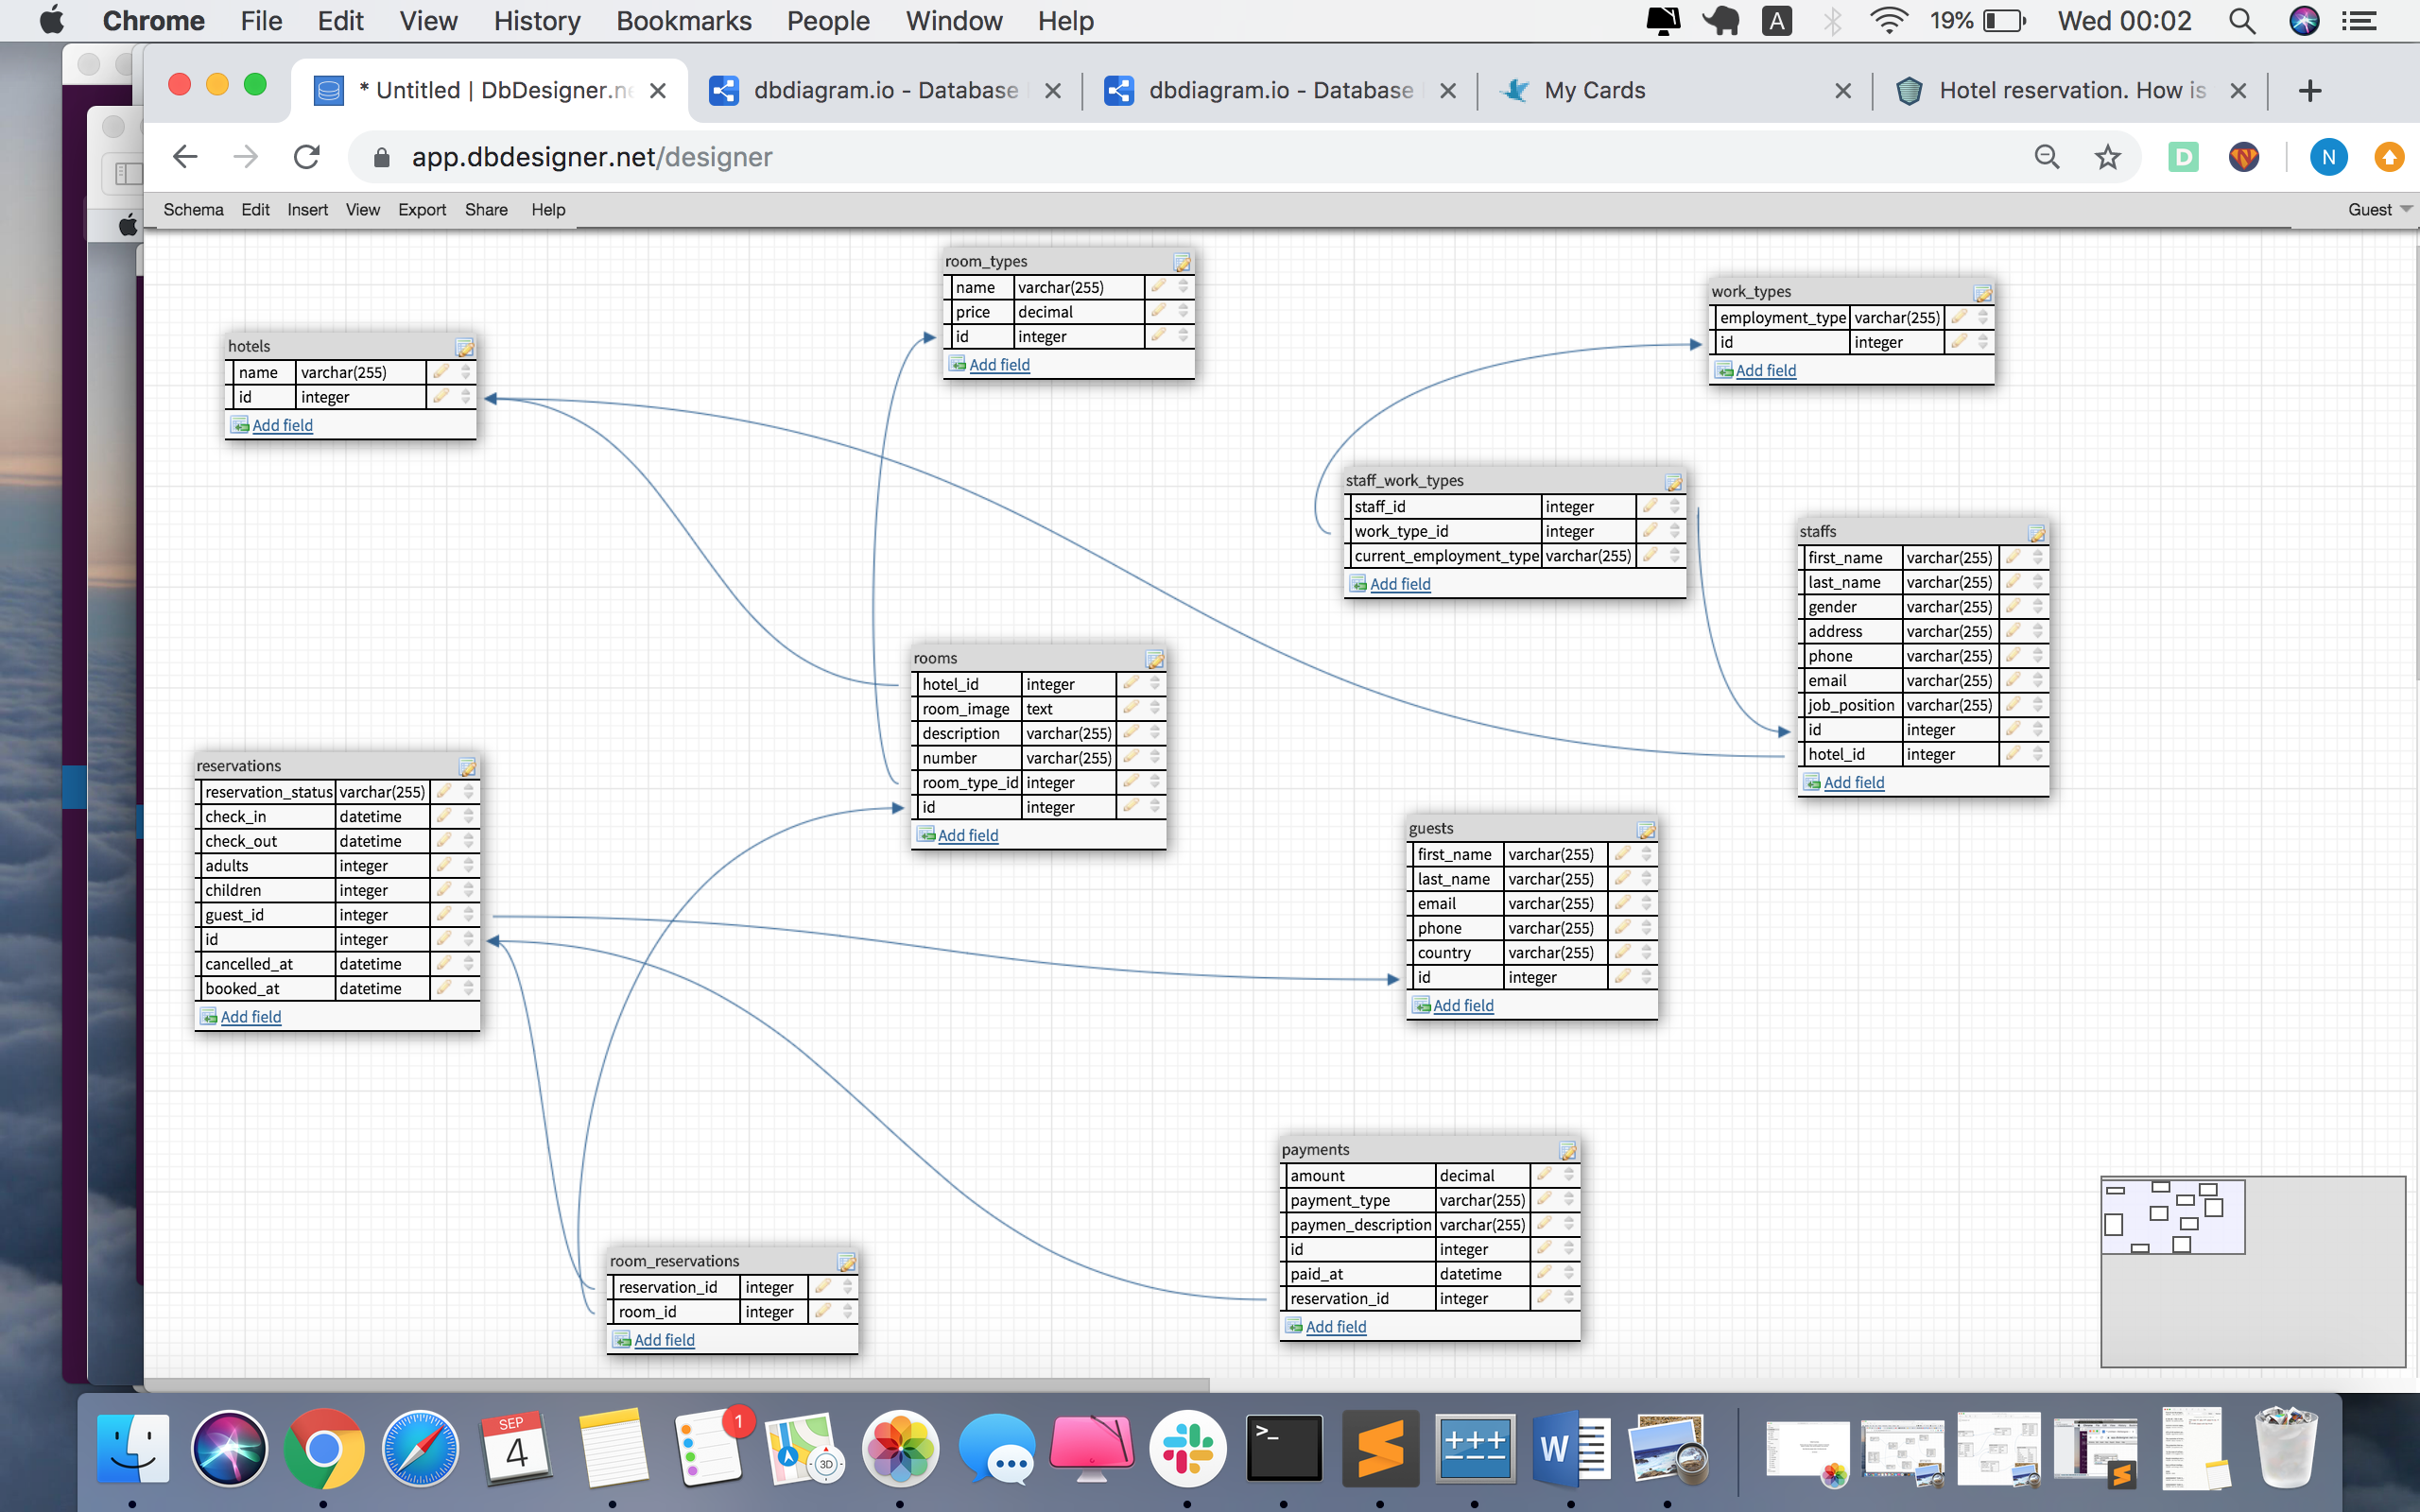 Chrome File Edit View History Bookmarks People Window Help A 19% Wed 00:02
* Untitled | DbDesigner.ne dbdiagram.io - Database dbdiagram.io - Database My Cards Hotel reservation. How is
app.dbdesigner.net/designer D N N
Schema Edit Insert View Export Share Help Guest
room_types
name varchar(255)
price decimal
id integer
Add field
work_types
employment_type varchar(255)
id integer
Add field
hotels
name varchar(255)
id integer
Add field
staff_work_types
staff_id integer
work_type_id integer
current_employment_type varchar(255)
Add field
staffs
first_name varchar(255)
last_name varchar(255)
gender varchar(255)
address varchar(255)
phone varchar(255)
email varchar(255)
job_position varchar(255)
id integer
hotel_id integer
Add field
rooms
hotel_id integer
room_image text
description varchar(255)
number varchar(255)
room_type_id integer
id integer
Add field
reservations
reservation_status varchar(255)
check_in datetime
check_out datetime
adults integer
children integer
guest_id integer
id integer
cancelled_at datetime
booked_at datetime
Add field
guests
first_name varchar(255)
last_name varchar(255)
email varchar(255)
phone varchar(255)
country varchar(255)
id integer
Add field
payments
amount decimal
payment_type varchar(255)
paymen_description varchar(255)
id integer
paid_at datetime
reservation_id integer
Add field
room_reservations
reservation_id integer
room_id integer
Add field
SEP
4
1
3D
>_
+++
W